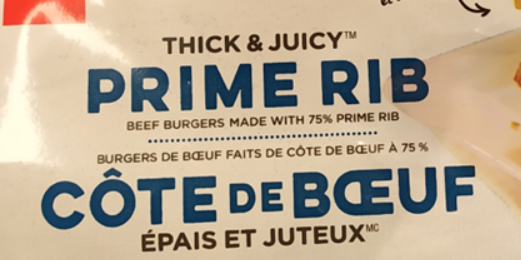 THICK & JUICY™
PRIME RIB
BEEF BURGERS MADE WITH 75% PRIME RIB
BURGERS DE BŒUF FAITS DE CÔTE DE BŒUF À 75 %
CÔTE DE BŒUF
ÉPAIS ET JUTEUX MC